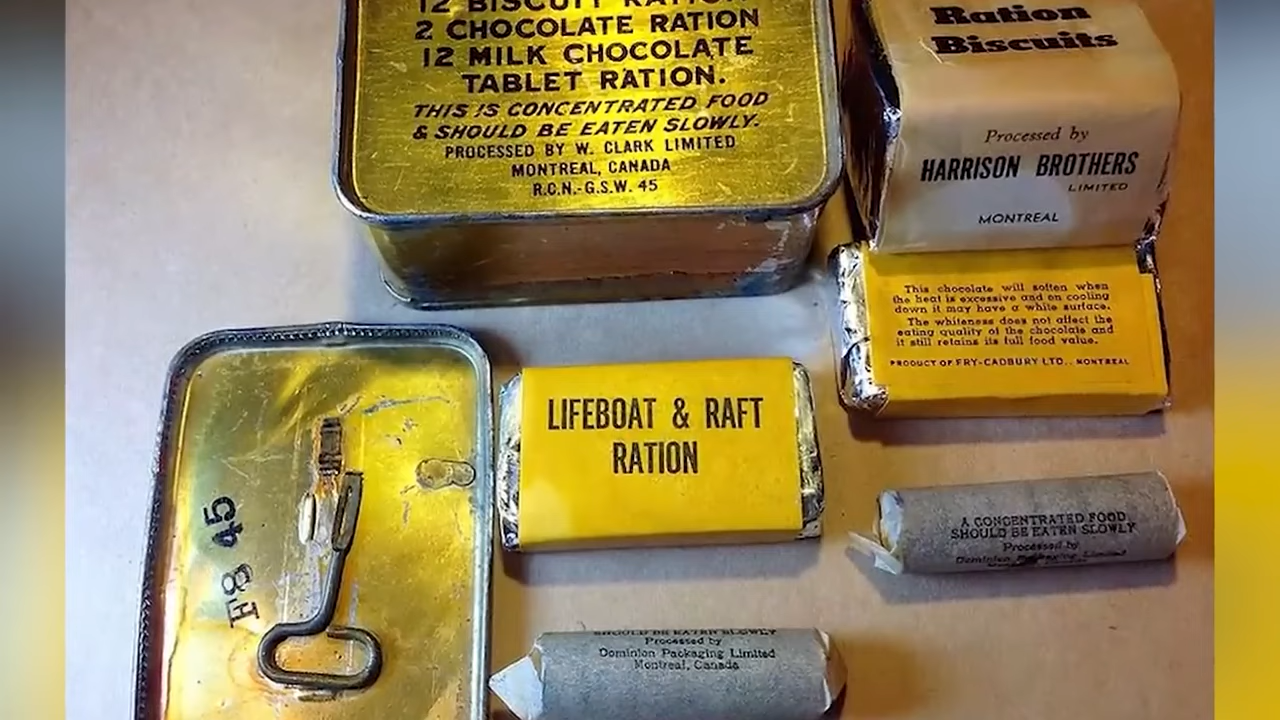 12 BISCUIT RATION.
2 CHOCOLATE RATION
12 MILK CHOCOLATE
TABLET RATION.
THIS IS CONCENTRATED FOOD
& SHOULD BE EATEN SLOWLY.
PROCESSED BY W. CLARK LIMITED
MONTREAL, CANADA
R.C.N.-G.S.W. 45
Ration
Biscuits
Processed by
HARRISON BROTHERS
LIMITED
MONTREAL
This chocolate will soften when
the heat is excessive and on cooling
down it may have a white surface.
The whiteness does not affect the
eating quality of the chocolate and
it still retains its full food value.
PRODUCT OF FRY-CADBURY LTD., MONTREAL
LIFEBOAT & RAFT
RATION
F8 45
A CONCENTRATED FOOD
SHOULD BE EATEN SLOWLY
Processed by
Dominion Packaging Limited
SHOULD BE EATEN SLOWLY
Processed by
Dominion Packaging Limited
Montreal, Canada